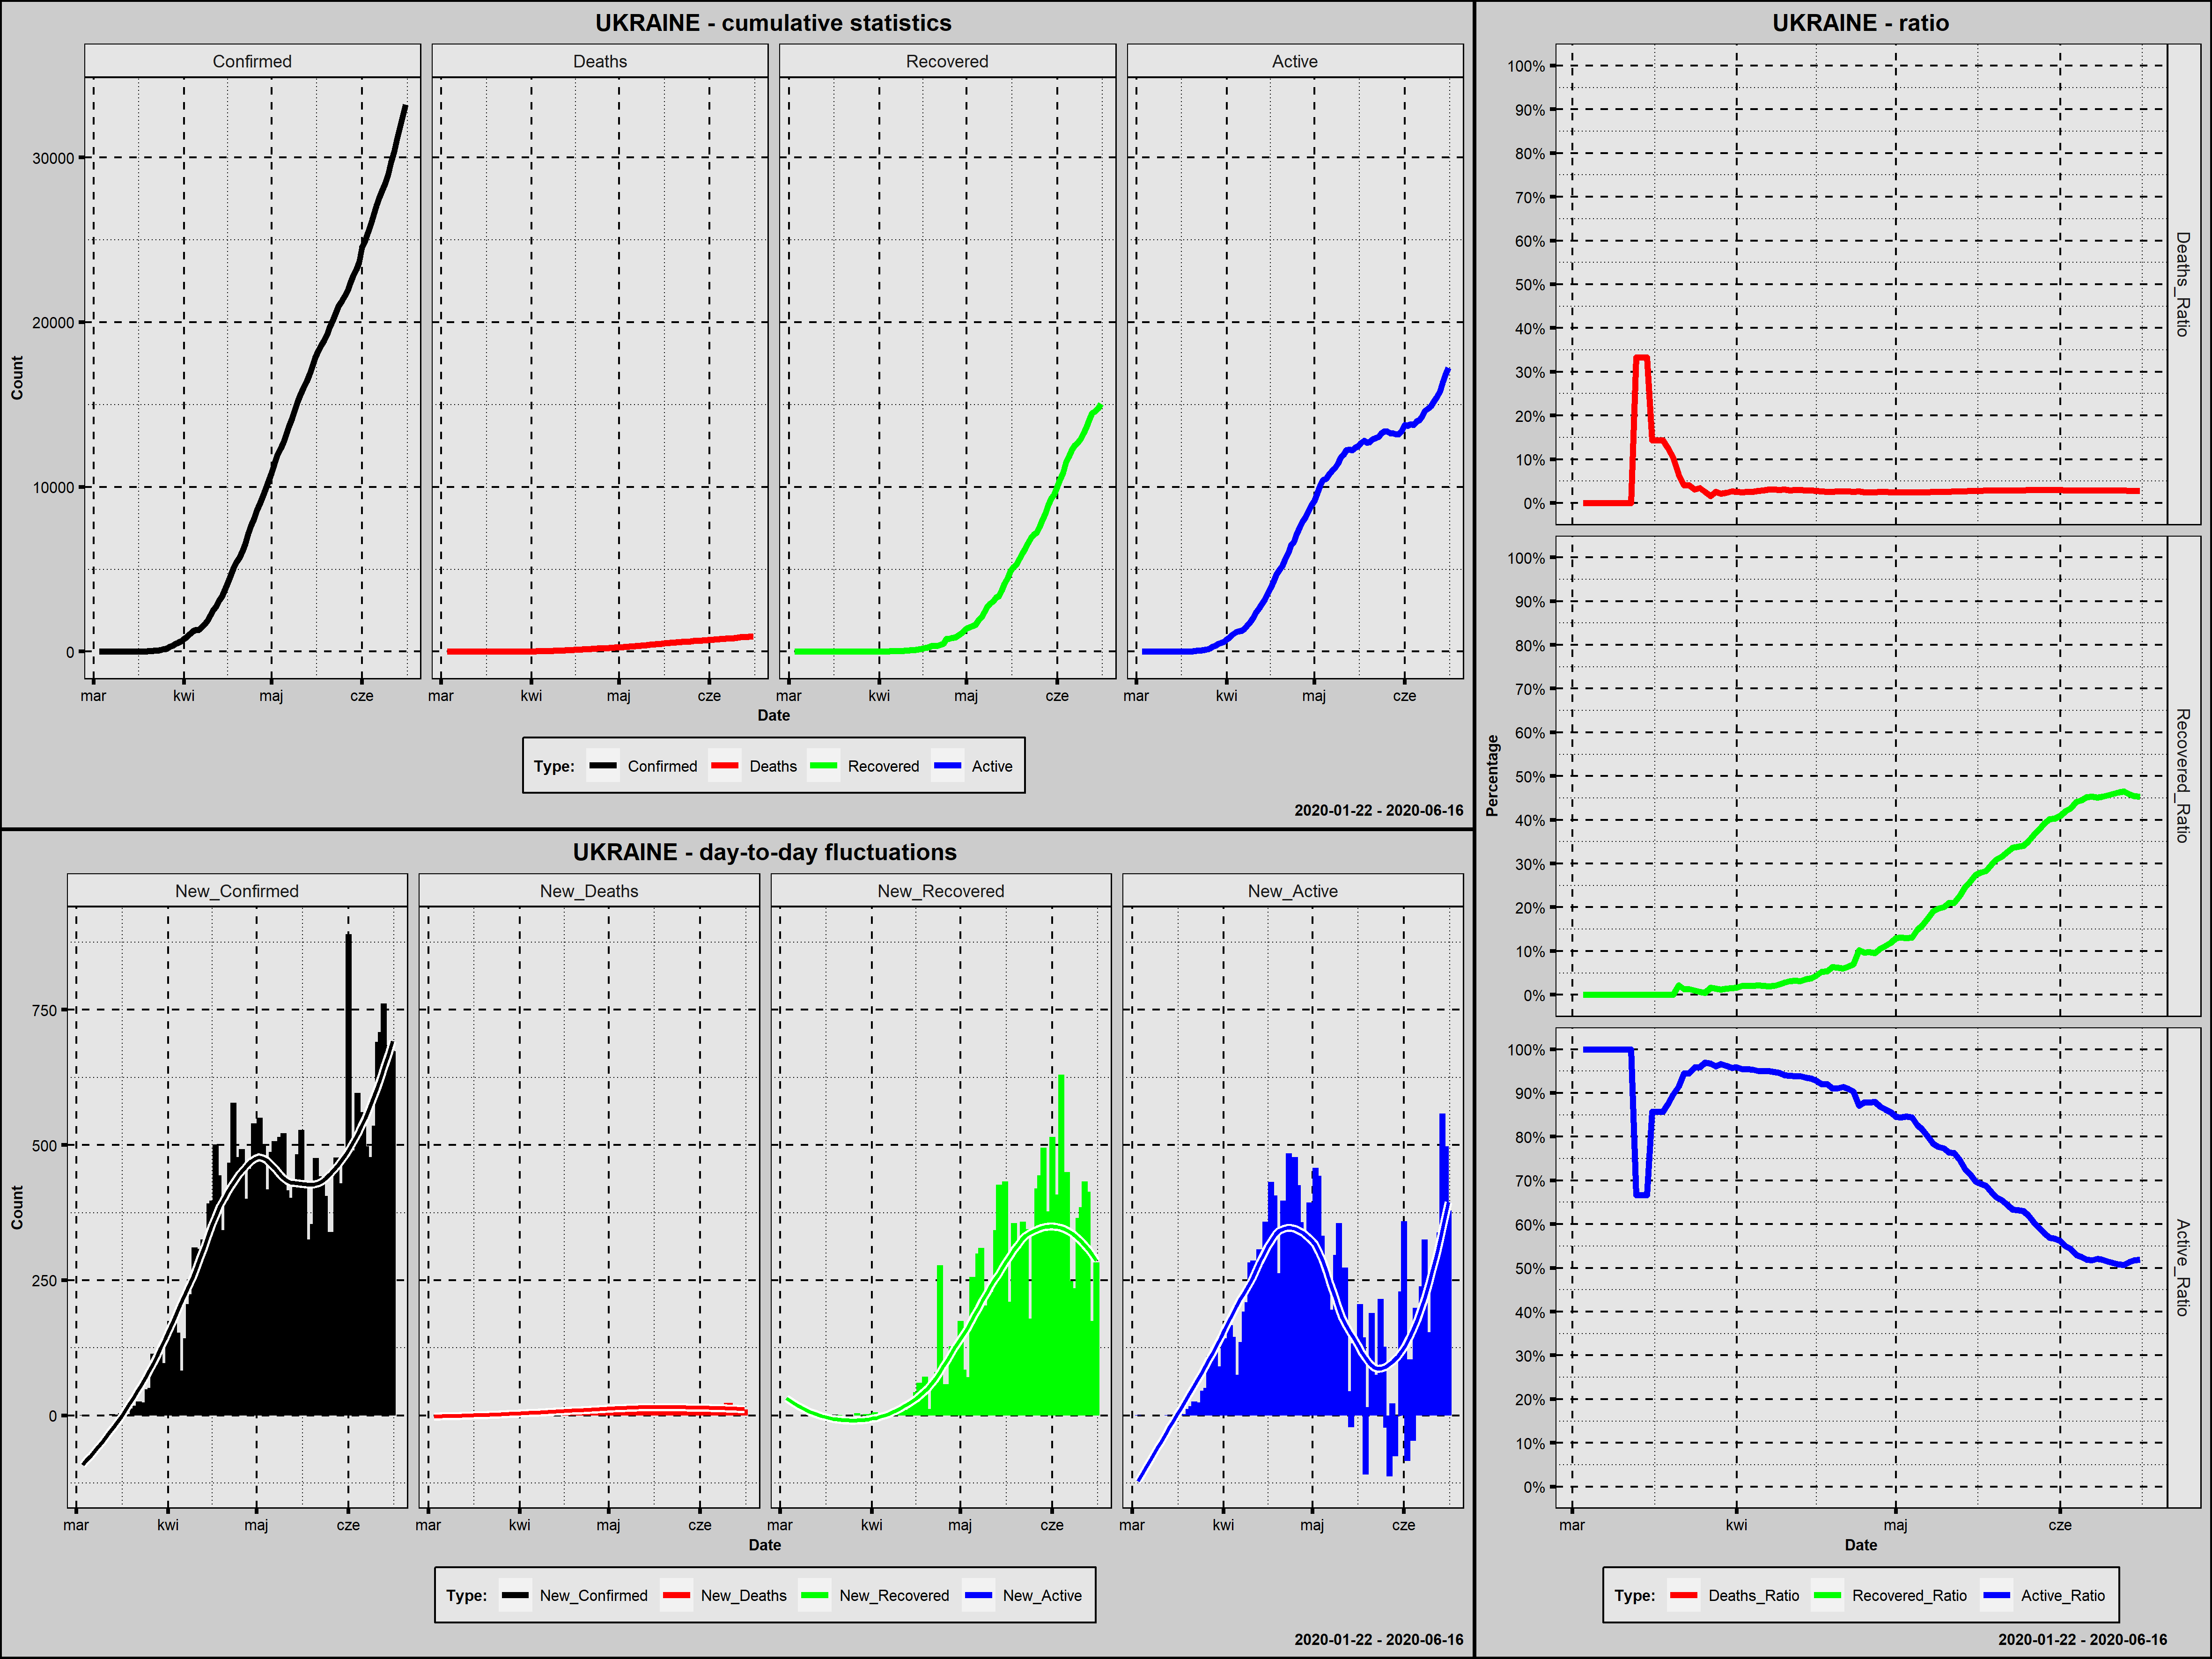 UKRAINE - cumulative statistics
Confirmed Deaths Recovered Active
Count
30000
20000
10000
0
mar kwi maj cze mar kwi maj cze mar kwi maj cze mar kwi maj cze
Date
Type: Confirmed Deaths Recovered Active
2020-01-22 - 2020-06-16
UKRAINE - day-to-day fluctuations
New_Confirmed New_Deaths New_Recovered New_Active
Count
750
500
250
0
mar kwi maj cze mar kwi maj cze mar kwi maj cze mar kwi maj cze
Date
Type: New_Confirmed New_Deaths New_Recovered New_Active
2020-01-22 - 2020-06-16
UKRAINE - ratio
Percentage
100%
90%
80%
70%
60%
50%
40%
30%
20%
10%
0%
Deaths_Ratio
100%
90%
80%
70%
60%
50%
40%
30%
20%
10%
0%
Recovered_Ratio
100%
90%
80%
70%
60%
50%
40%
30%
20%
10%
0%
Active_Ratio
mar kwi maj cze
Date
Type: Deaths_Ratio Recovered_Ratio Active_Ratio
2020-01-22 - 2020-06-16